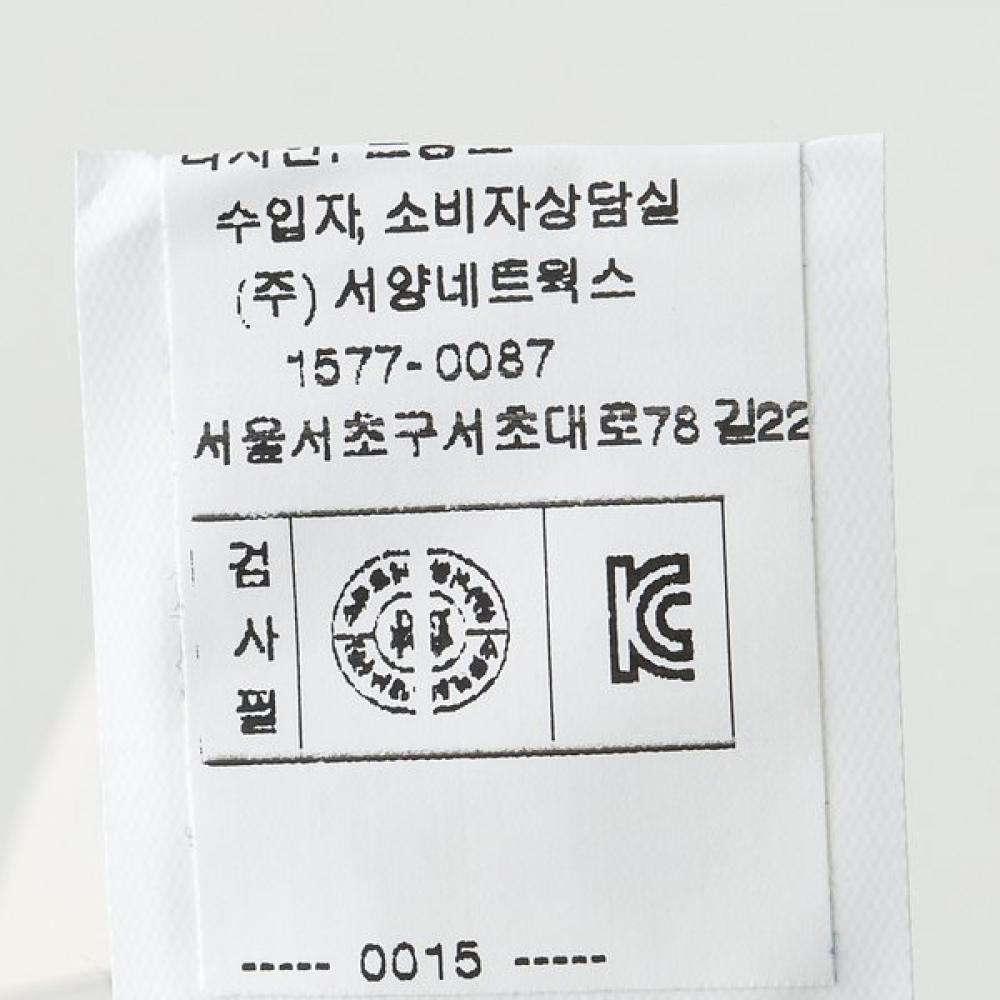 수입자, 소비자상담실
(주) 서양네트웍스
1577-0087
서울서초구서초대로78길22
검
사
필
KC
----- 0015 -----